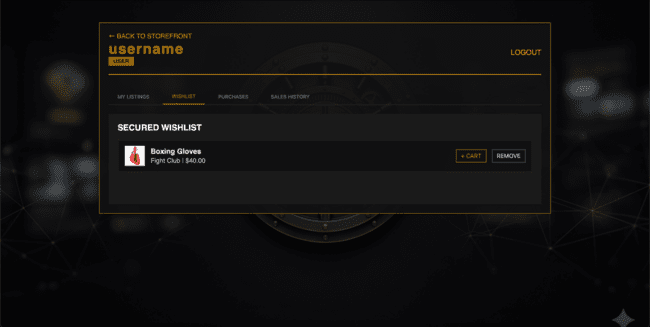 ← BACK TO STOREFRONT
username
USER
LOGOUT
MY LISTINGS WISHLIST PURCHASES SALES HISTORY
SECURED WISHLIST
Boxing Gloves
Fight Club | $40.00
+ CART REMOVE